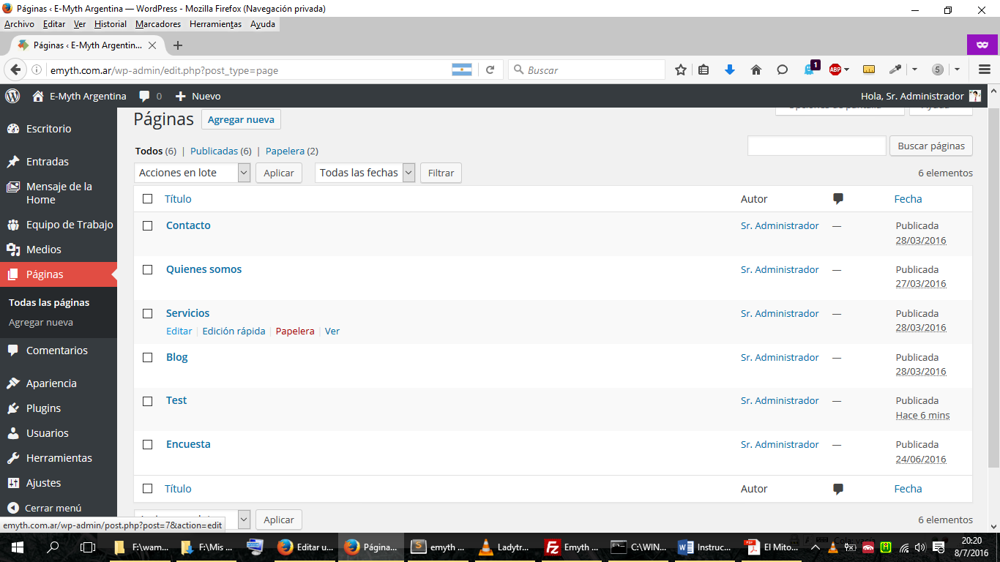 Páginas ‹ E-Myth Argentina — WordPress - Mozilla Firefox (Navegación privada)
Archivo Editar Ver Historial Marcadores Herramientas Ayuda
Páginas ‹ E-Myth Argentin...
emyth.com.ar/wp-admin/edit.php?post_type=page Buscar 1 ABP 5
E-Myth Argentina 0 Nuevo Hola, Sr. Administrador
Páginas Agregar nueva Opciones de pantalla Ayuda
Escritorio
Todos (6) | Publicadas (6) | Papelera (2) Buscar páginas
Entradas
Acciones en lote Aplicar Todas las fechas Filtrar 6 elementos
Mensaje de la
Home
Título Autor Fecha
Equipo de Trabajo
Contacto Sr. Administrador — Publicada
28/03/2016
Medios
Páginas
Quienes somos Sr. Administrador — Publicada
27/03/2016
Todas las páginas
Agregar nueva
Servicios Sr. Administrador — Publicada
28/03/2016
Editar | Edición rápida | Papelera | Ver
Comentarios
Blog Sr. Administrador — Publicada
28/03/2016
Apariencia
Plugins
Test Sr. Administrador — Publicada
Hace 6 mins
Usuarios
Encuesta Sr. Administrador — Publicada
24/06/2016
Herramientas
Ajustes
Título Autor Fecha
Cerrar menú
Aplicar 6 elementos
emyth.com.ar/wp-admin/post.php?post=7&action=edit
F:\wam... F:\Mis ... Editar u... Página... emyth ... Ladytr... Emyth ... C:\WIN... Instruc... El Mito... 20:20
8/7/2016